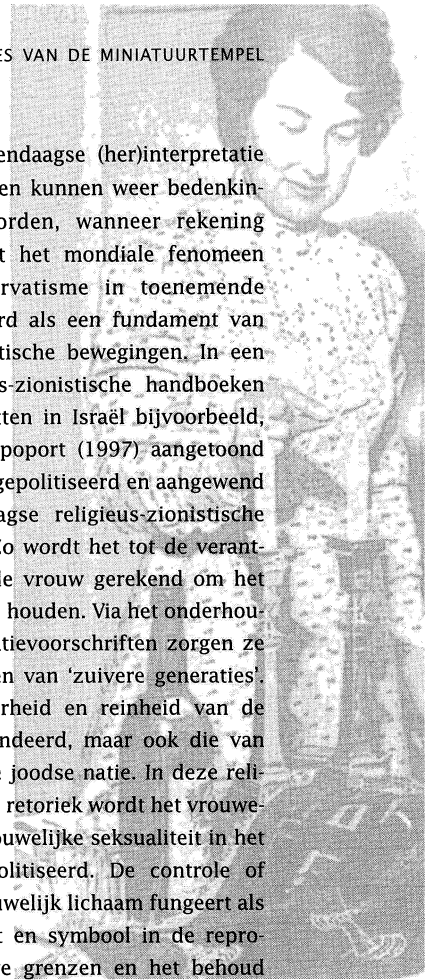 ES VAN DE MINIATUURTEMPEL
endaagse (her)interpretatie
en kunnen weer bedenkin-
orden, wanneer rekening
t het mondiale fenomeen
rvatisme in toenemende
rd als een fundament van
tische bewegingen. In een
s-zionistische handboeken
tten in Israël bijvoorbeeld,
poport (1997) aangetoond
gepolitiseerd en aangewend
agse religieus-zionistische
Zo wordt het tot de verant-
le vrouw gerekend om het
houden. Via het onderhou-
tievoorschriften zorgen ze
en van ‘zuivere generaties’.
erheid en reinheid van de
ndeerd, maar ook die van
e joodse natie. In deze reli-
retoriek wordt het vrouwe-
ouwelijke seksualiteit in het
olitiseerd. De controle of
uwelijk lichaam fungeert als
t en symbool in de repro-
e grenzen en het behoud